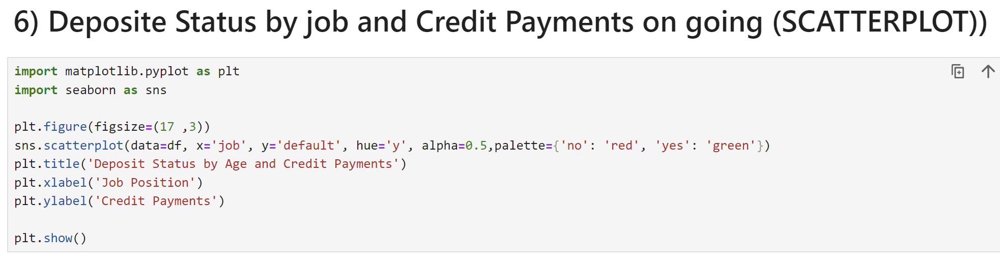 6) Deposite Status by job and Credit Payments on going (SCATTERPLOT))
import matplotlib.pyplot as plt
import seaborn as sns
plt.figure(figsize=(17 ,3))
sns.scatterplot(data=df, x='job', y='default', hue='y', alpha=0.5,palette={'no': 'red', 'yes': 'green'})
plt.title('Deposit Status by Age and Credit Payments')
plt.xlabel('Job Position')
plt.ylabel('Credit Payments')
plt.show()